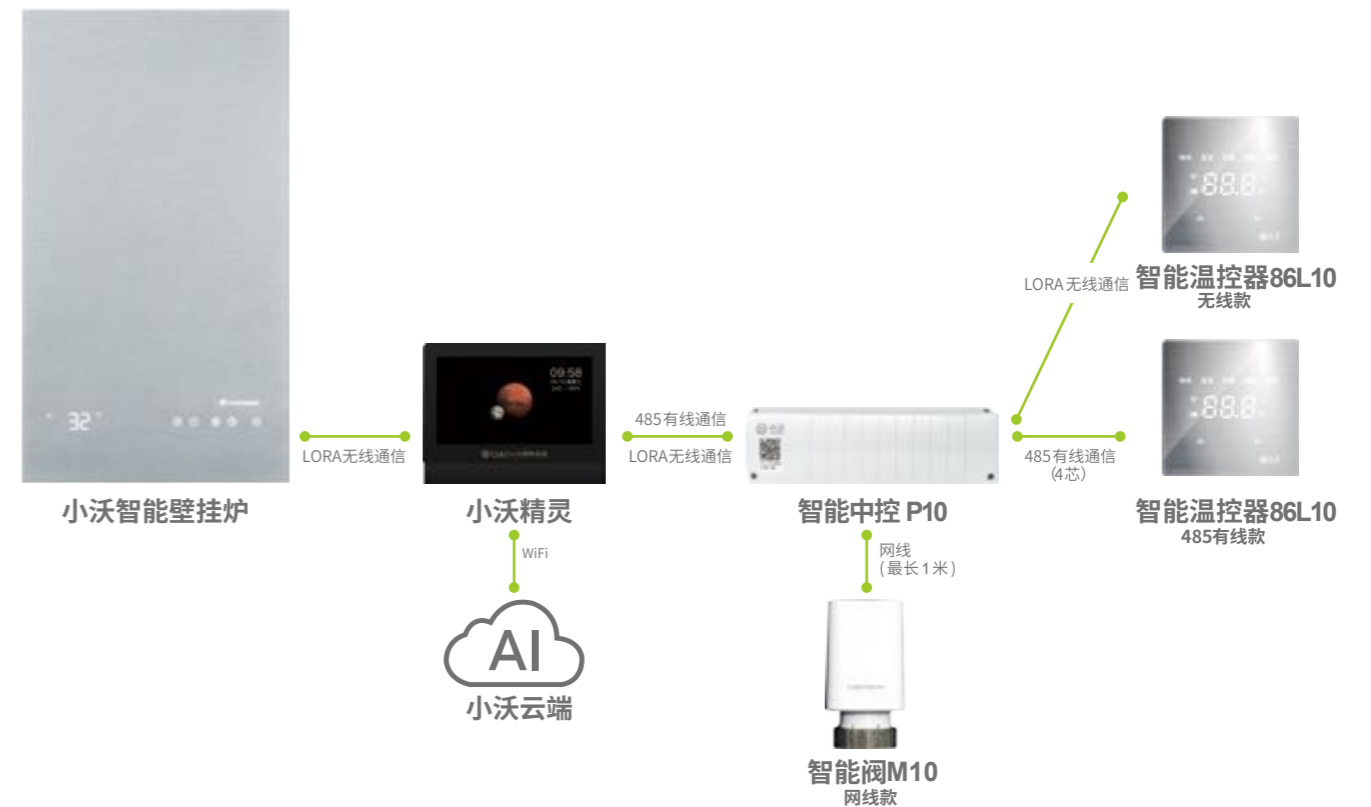 88.8
LORA无线通信
智能温控器86L10
无线款
32
09:58
88.8
LORA无线通信
485有线通信
LORA无线通信
485有线通信
(4芯)
小沃智能壁挂炉
小沃精灵
智能中控 P10
智能温控器86L10
485有线款
WiFi
网线
(最长1米)
AI
小沃云端
智能阀M10
网线款